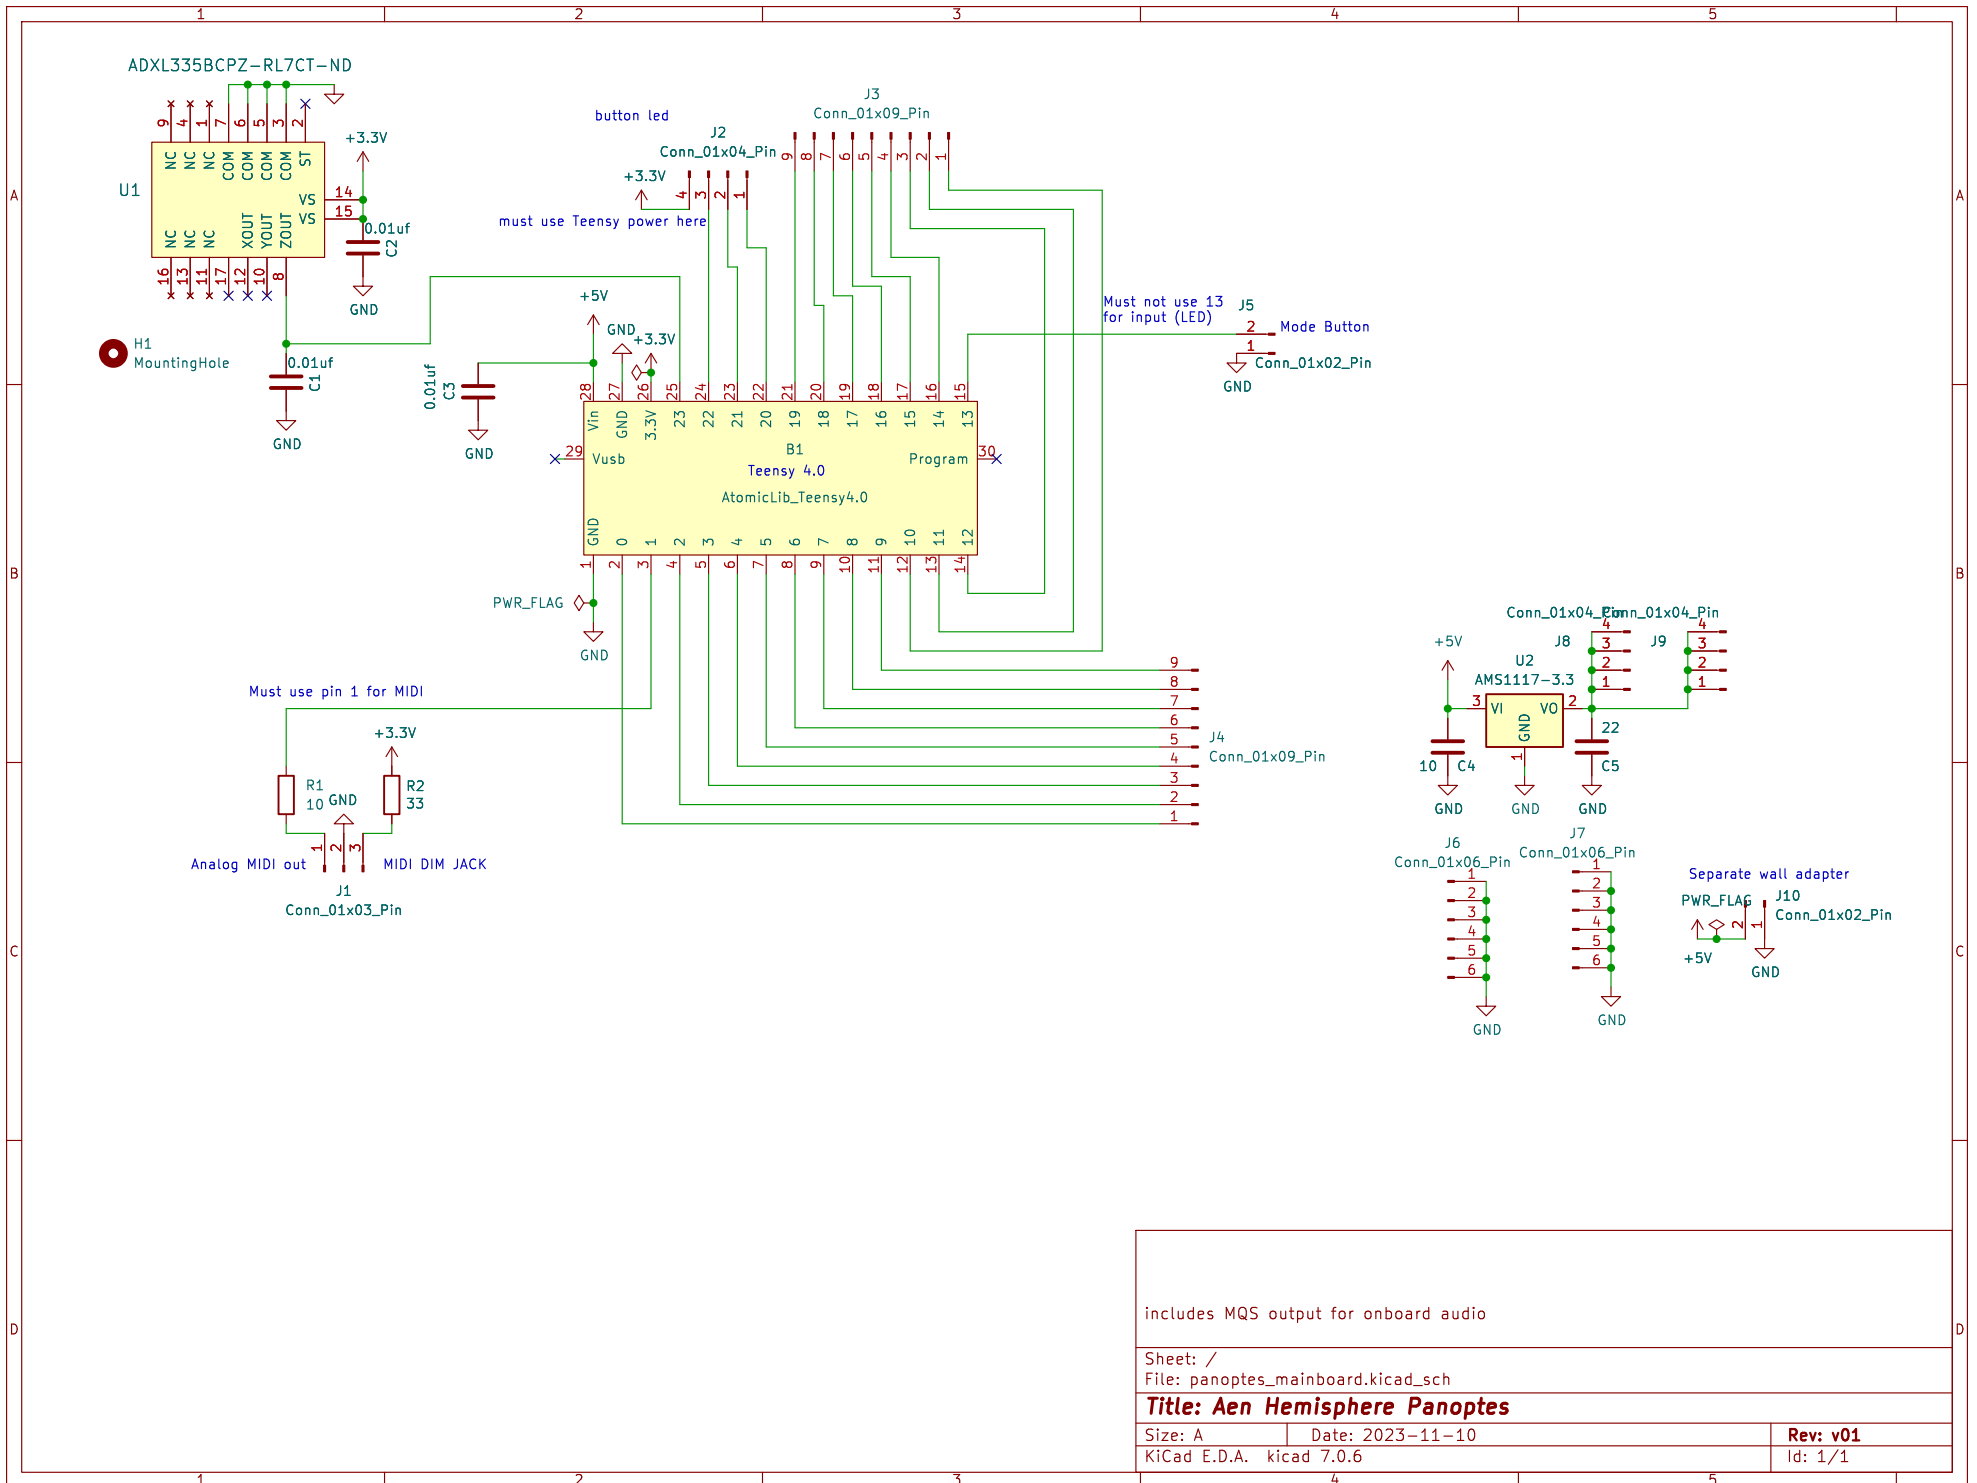 1 2 3 4 5
A
B
C
D
A
B
C
D
1 2 3 4 5
ADXL335BCPZ-RL7CT-ND
9 4 1 7 6 5 3 2
NC NC NC COM COM COM COM ST
U1
VS 14
VS 15
NC NC NC XOUT YOUT ZOUT
16 13 11 17 12 10 8
+3.3V
0.01uf
C2
GND
H1
MountingHole
0.01uf
C1
GND
button led
J2
Conn_01x04_Pin
+3.3V
4 3 2 1
must use Teensy power here
J3
Conn_01x09_Pin
9 8 7 6 5 4 3 2 1
+5V
GND
+3.3V
0.01uf
C3
GND
28 27 26 25 24 23 22 21 20 19 18 17 16 15
Vin GND 3.3V 23 22 21 20 19 18 17 16 15 14 13
29 Vusb
Program 30
B1
Teensy 4.0
AtomicLib_Teensy4.0
GND 0 1 2 3 4 5 6 7 8 9 10 11 12
1 2 3 4 5 6 7 8 9 10 11 12 13 14
PWR_FLAG
GND
Must not use 13
for input (LED)
J5
2
1
Mode Button
Conn_01x02_Pin
GND
Must use pin 1 for MIDI
+3.3V
R1
10
GND
R2
33
1 2 3
Analog MIDI out
MIDI DIM JACK
J1
Conn_01x03_Pin
9
8
7
6
5
4
3
2
1
J4
Conn_01x09_Pin
Conn_01x04_Pin
Conn_01x04_Pin
J8
4
3
2
1
J9
4
3
2
1
+5V
U2
AMS1117-3.3
3 VI
VO 2
GND
1
10 C4
22
C5
GND
GND
GND
J6
Conn_01x06_Pin
1
2
3
4
5
6
GND
J7
Conn_01x06_Pin
1
2
3
4
5
6
GND
Separate wall adapter
PWR_FLAG
J10
Conn_01x02_Pin
2 1
+5V
GND
includes MQS output for onboard audio
Sheet: /
File: panoptes_mainboard.kicad_sch
Title: Aen Hemisphere Panoptes
Size: A
Date: 2023-11-10
Rev: v01
KiCad E.D.A. kicad 7.0.6
Id: 1/1